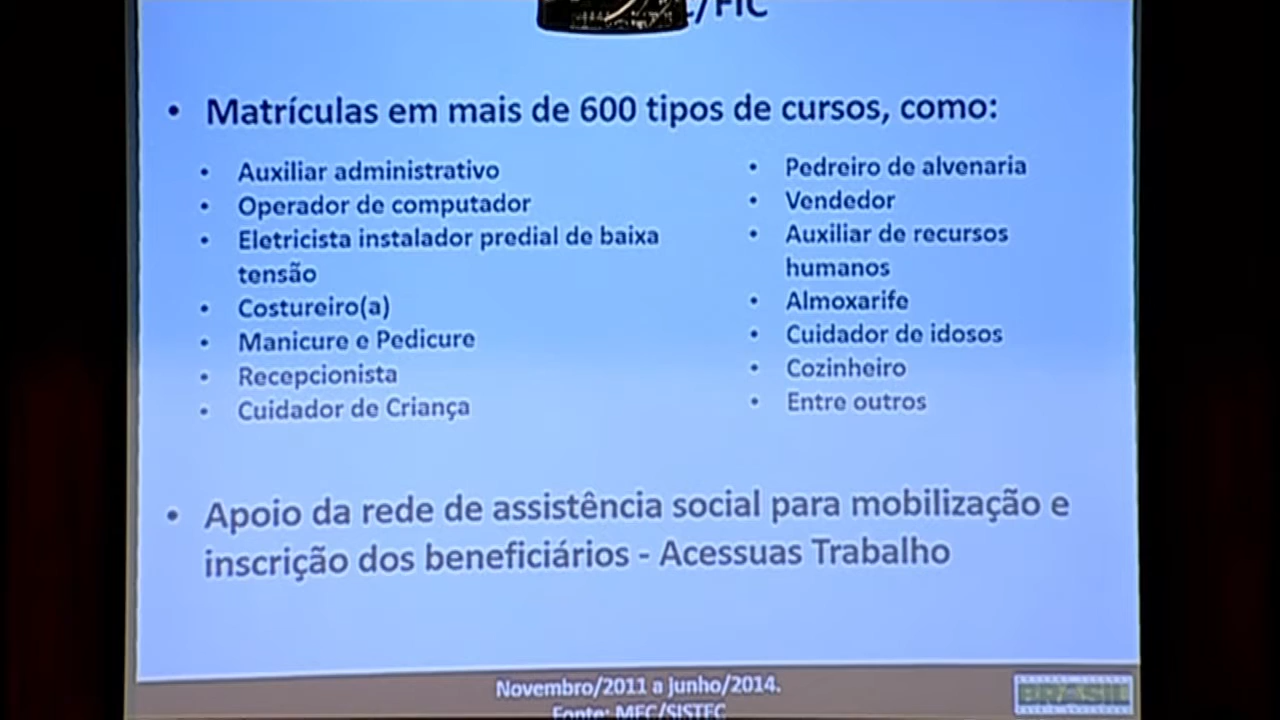 /FIC
• Matrículas em mais de 600 tipos de cursos, como:
• Auxiliar administrativo
• Operador de computador
• Eletricista instalador predial de baixa
tensão
• Costureiro(a)
• Manicure e Pedicure
• Recepcionista
• Cuidador de Criança
• Pedreiro de alvenaria
• Vendedor
• Auxiliar de recursos
humanos
• Almoxarife
• Cuidador de idosos
• Cozinheiro
• Entre outros
• Apoio da rede de assistência social para mobilização e
inscrição dos beneficiários - Acessuas Trabalho
Novembro/2011 a junho/2014.
Fonte: MEC/SISTEC
BRASIL